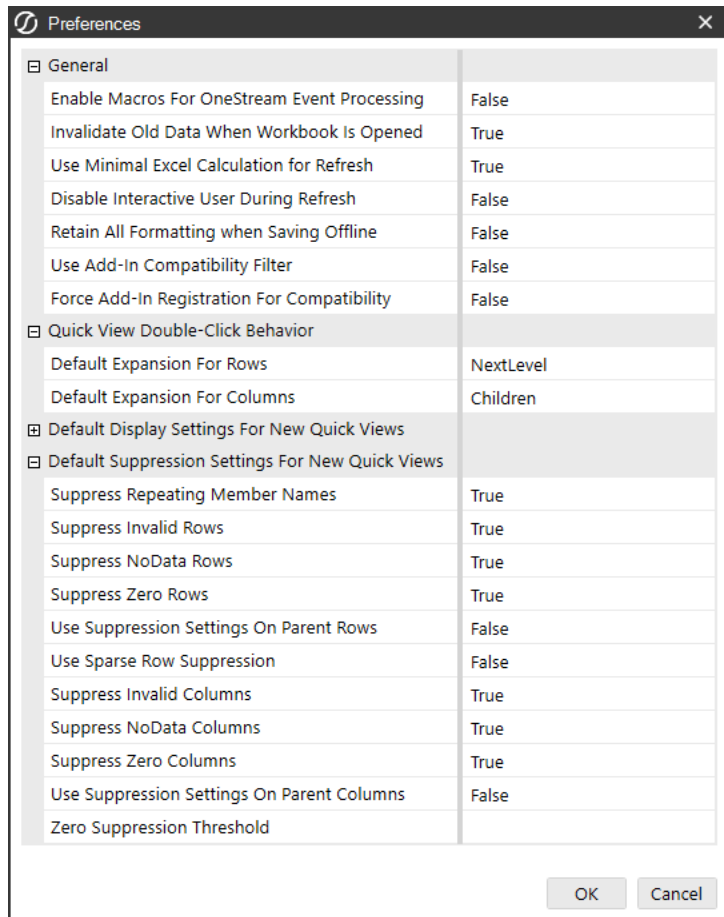 Preferences
General
Enable Macros For OneStream Event Processing False
Invalidate Old Data When Workbook Is Opened True
Use Minimal Excel Calculation for Refresh True
Disable Interactive User During Refresh False
Retain All Formatting when Saving Offline False
Use Add-In Compatibility Filter False
Force Add-In Registration For Compatibility False
Quick View Double-Click Behavior
Default Expansion For Rows NextLevel
Default Expansion For Columns Children
Default Display Settings For New Quick Views
Default Suppression Settings For New Quick Views
Suppress Repeating Member Names True
Suppress Invalid Rows True
Suppress NoData Rows True
Suppress Zero Rows True
Use Suppression Settings On Parent Rows False
Use Sparse Row Suppression False
Suppress Invalid Columns True
Suppress NoData Columns True
Suppress Zero Columns True
Use Suppression Settings On Parent Columns False
Zero Suppression Threshold
OK Cancel